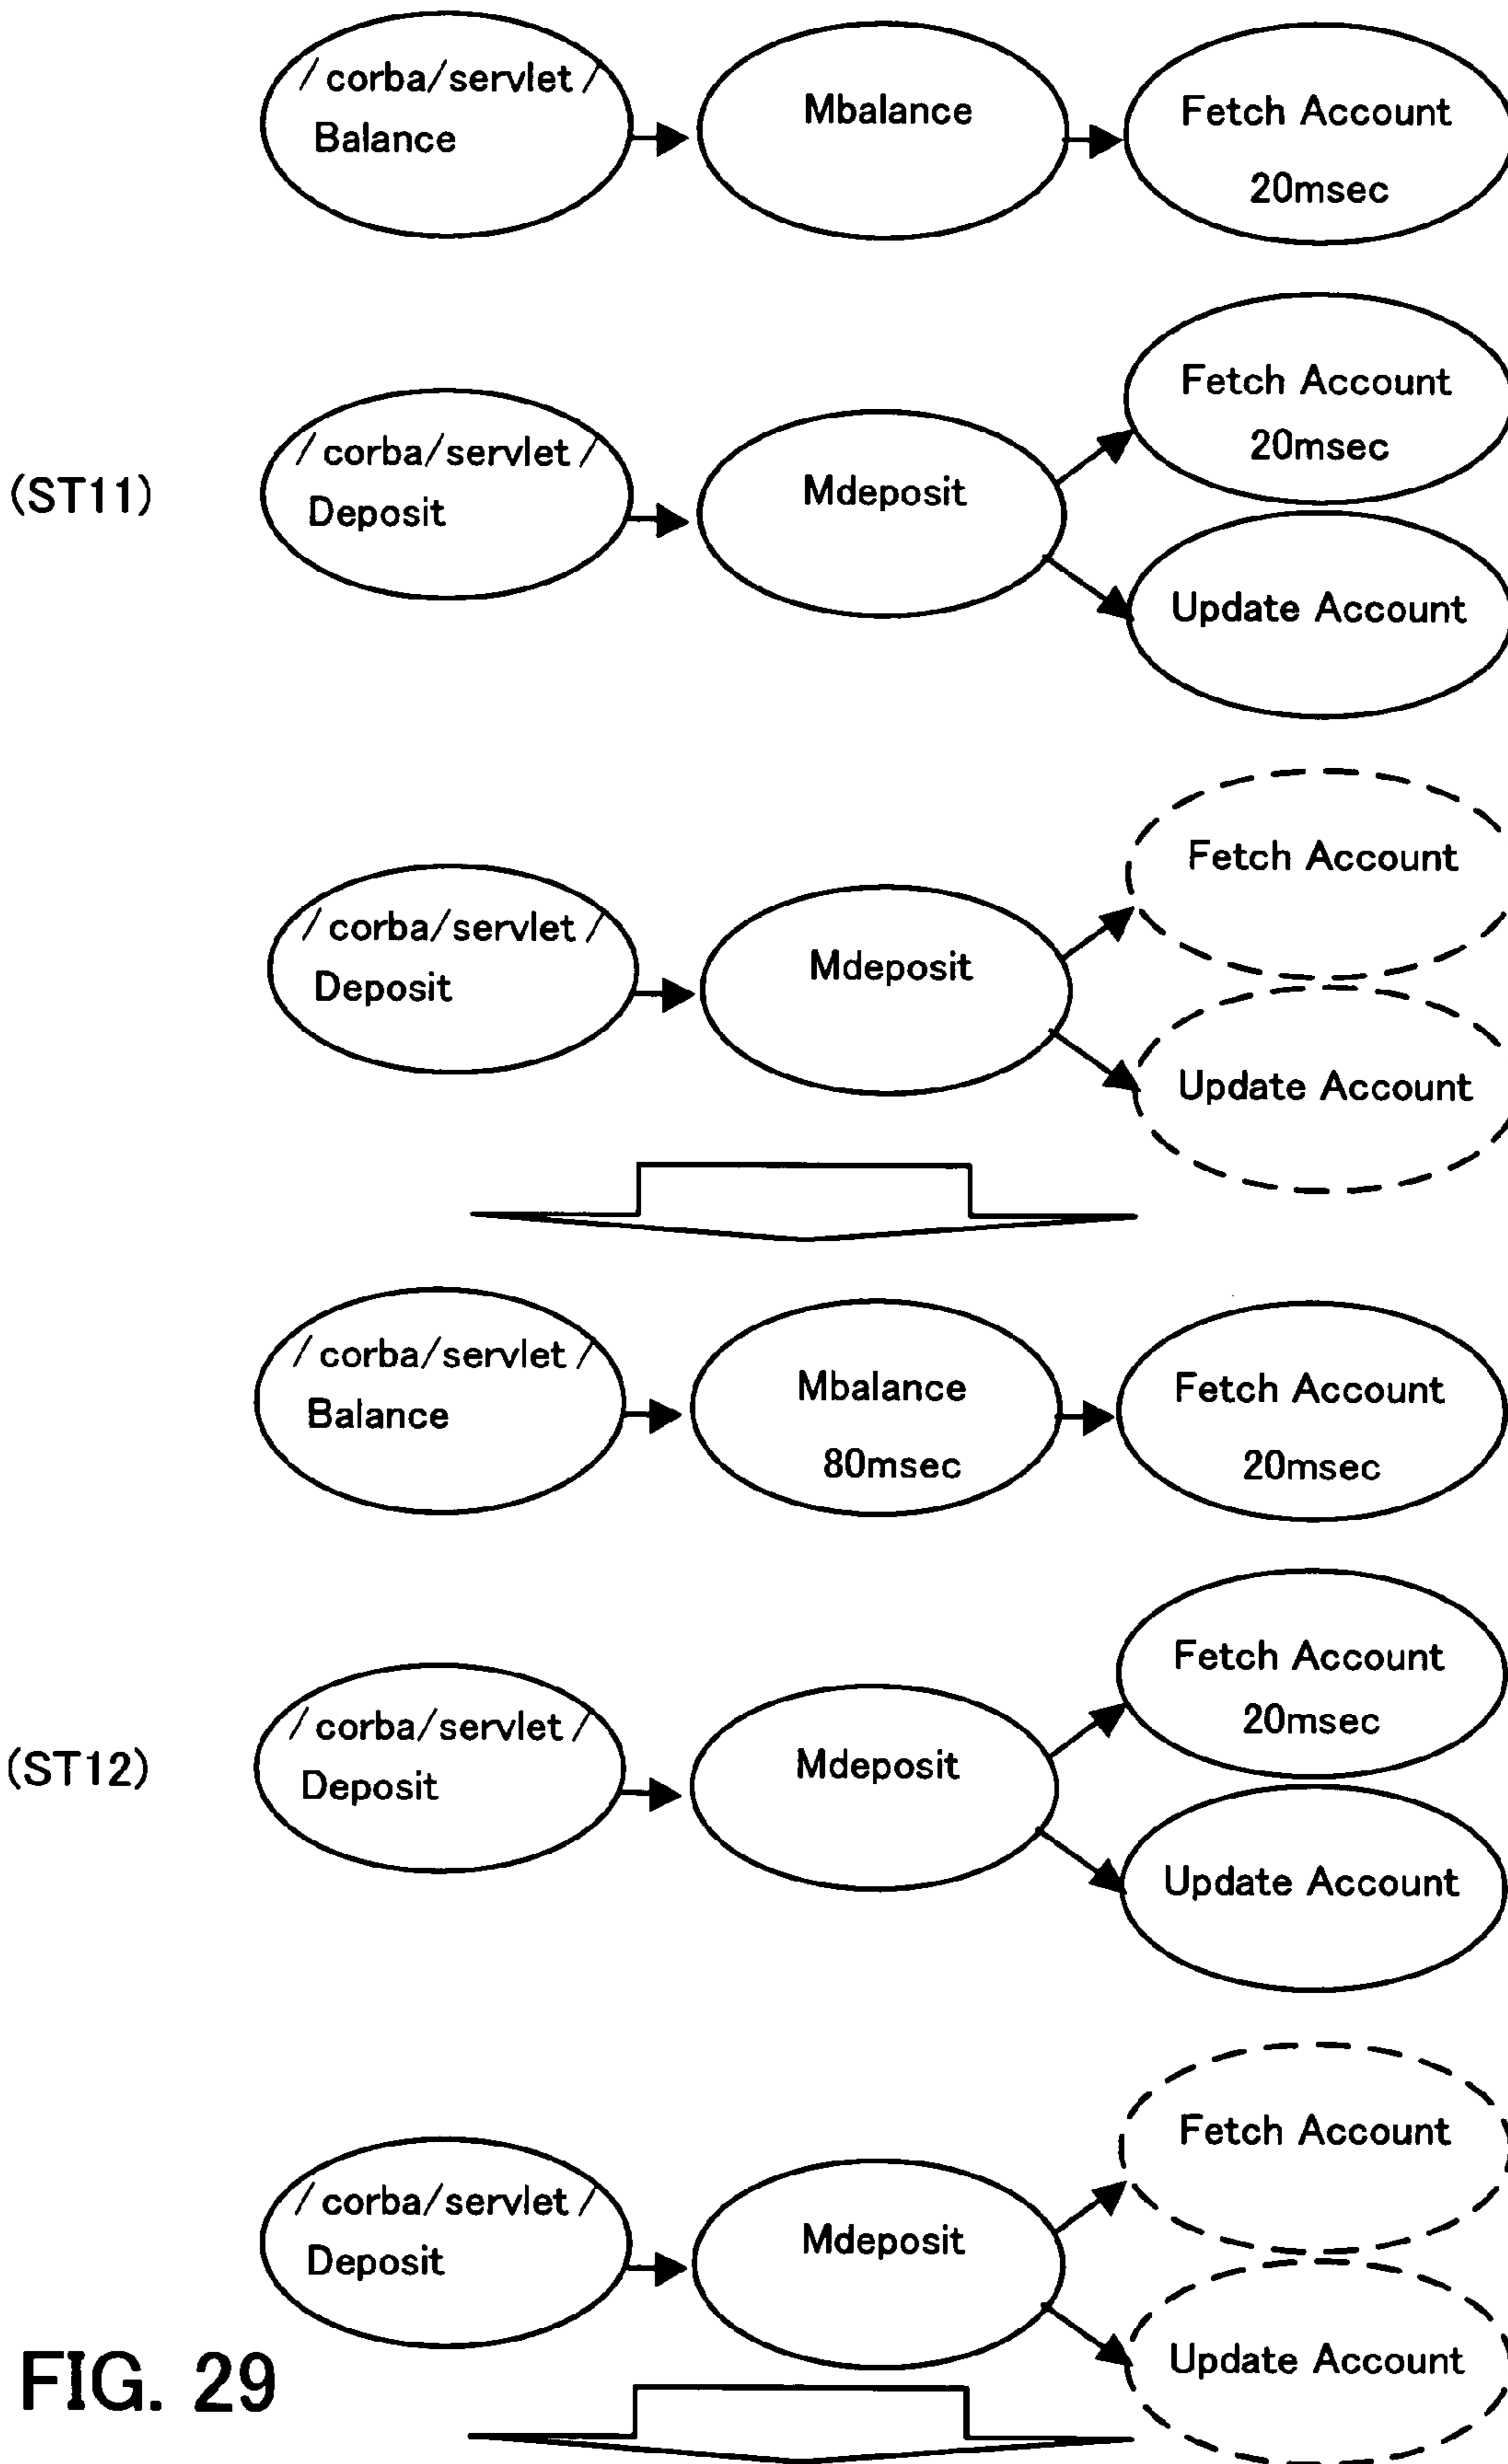 /corba/servlet/
Balance
Mbalance
Fetch Account
20msec
(ST11)
/corba/servlet/
Deposit
Mdeposit
Fetch Account
20msec
Update Account
/corba/servlet/
Deposit
Mdeposit
Fetch Account
Update Account
/corba/servlet/
Balance
Mbalance
80msec
Fetch Account
20msec
(ST12)
/corba/servlet/
Deposit
Mdeposit
Fetch Account
20msec
Update Account
/corba/servlet/
Deposit
Mdeposit
Fetch Account
Update Account
FIG. 29